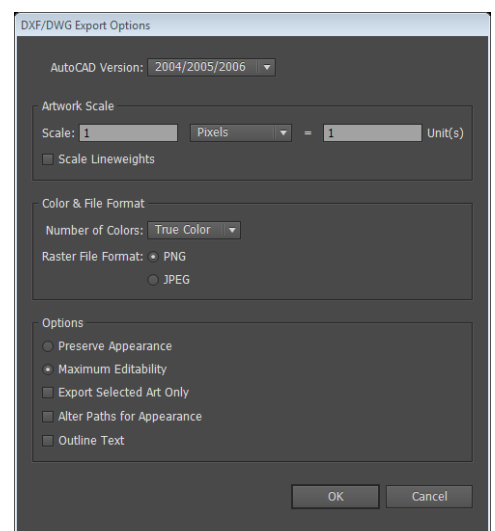 DXF/DWG Export Options
AutoCAD Version: 2004/2005/2006
Artwork Scale
Scale: 1 Pixels = 1 Unit(s)
Scale Lineweights
Color & File Format
Number of Colors: True Color
Raster File Format: PNG
JPEG
Options
Preserve Appearance
Maximum Editability
Export Selected Art Only
Alter Paths for Appearance
Outline Text
OK Cancel